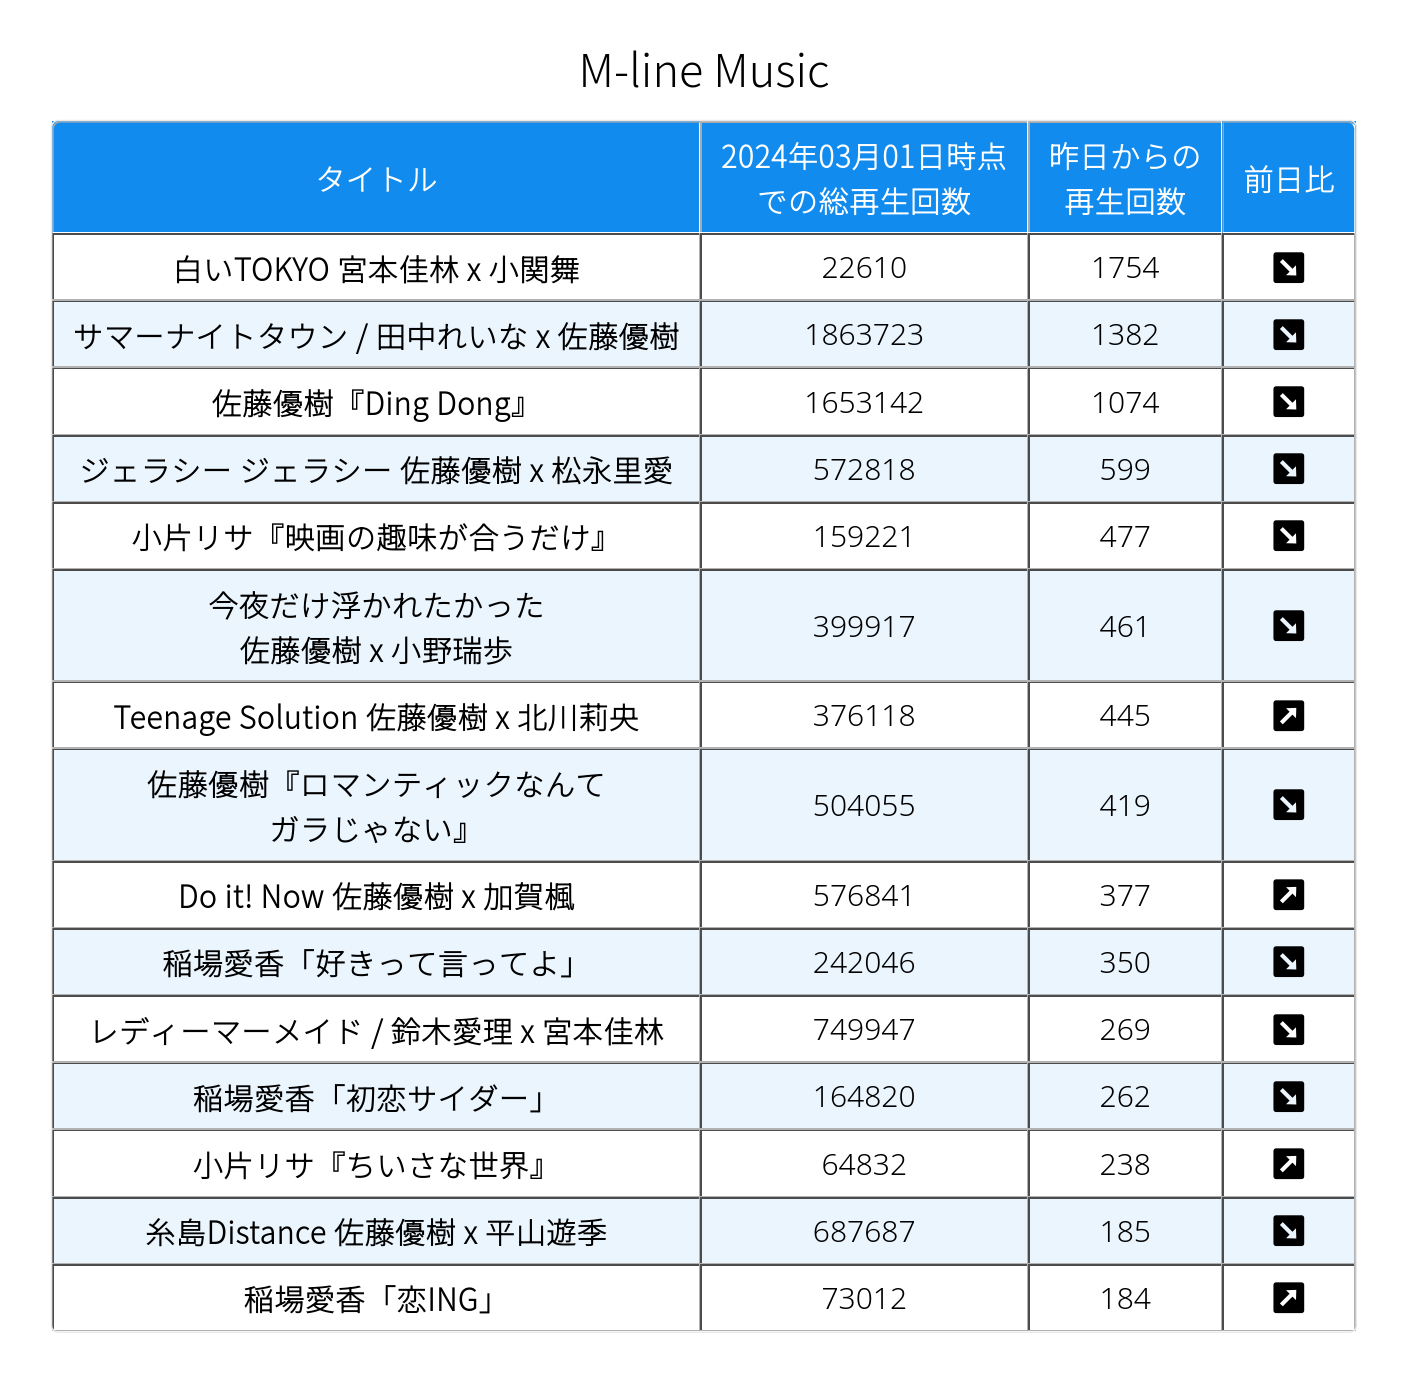 M-line Music
タイトル
2024年03月01日時点
での総再生回数
昨日からの
再生回数
前日比
白いTOKYO 宮本佳林 x 小関舞 22610 1754
サマーナイトタウン / 田中れいな x 佐藤優樹 1863723 1382
佐藤優樹『Ding Dong』 1653142 1074
ジェラシー ジェラシー 佐藤優樹 x 松永里愛 572818 599
小片リサ『映画の趣味が合うだけ』 159221 477
今夜だけ浮かれたかった
佐藤優樹 x 小野瑞歩
399917 461
Teenage Solution 佐藤優樹 x 北川莉央 376118 445
佐藤優樹『ロマンティックなんて
ガラじゃない』
504055 419
Do it! Now 佐藤優樹 x 加賀楓 576841 377
稲場愛香「好きって言ってよ」 242046 350
レディーマーメイド / 鈴木愛理 x 宮本佳林 749947 269
稲場愛香「初恋サイダー」 164820 262
小片リサ『ちいさな世界』 64832 238
糸島Distance 佐藤優樹 x 平山遊季 687687 185
稲場愛香「恋ING」 73012 184